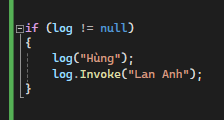 if (log != null)
{
log("Hùng");
log.Invoke("Lan Anh");
}